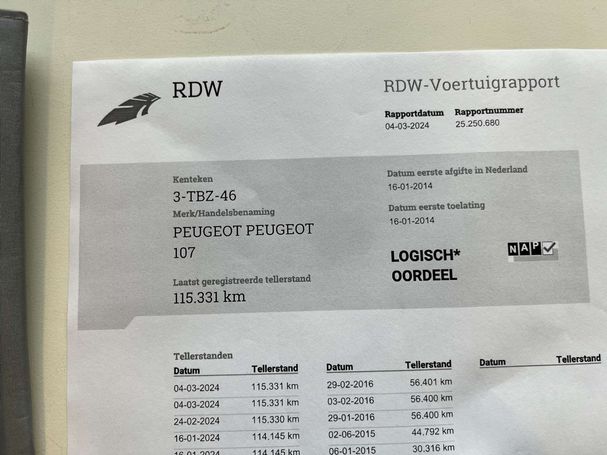 RDW
RDW-Voertuigrapport
Rapportdatum Rapportnummer
04-03-2024 25.250.680
Kenteken
3-TBZ-46
Merk/Handelsbenaming
PEUGEOT PEUGEOT
107
Laatst geregistreerde tellerstand
115.331 km
Datum eerste afgifte in Nederland
16-01-2014
Datum eerste toelating
16-01-2014
LOGISCH*
OORDEEL
NAP
Tellerstanden
Datum Tellerstand Datum Tellerstand Datum Tellerstand
04-03-2024 115.331 km 29-02-2016 56.401 km
04-03-2024 115.331 km 03-02-2016 56.400 km
24-02-2024 115.330 km 29-01-2016 56.400 km
16-01-2024 114.145 km 02-06-2015 44.792 km
16-01-2024 114.145 km 06-01-2015 30.316 km